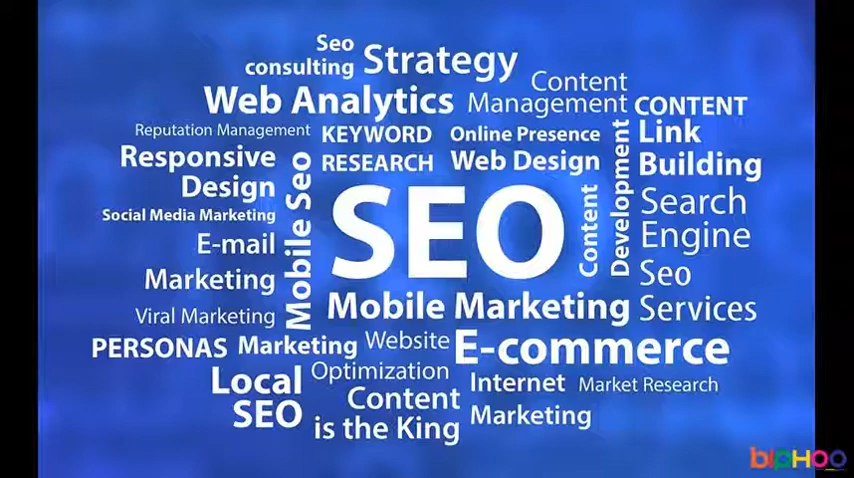 Seo
consulting
Strategy
Content
Management
Web Analytics
CONTENT
Reputation Management
KEYWORD
RESEARCH
Online Presence
Web Design
Link
Building
Responsive
Design
Social Media Marketing
Mobile Seo
SEO
Content
Development
Search
Engine
Seo
Services
E-mail
Marketing
Viral Marketing
Mobile Marketing
PERSONAS
Marketing
Website
Optimization
E-commerce
Local
SEO
Content
is the King
Internet
Marketing
Market Research
bipHoo